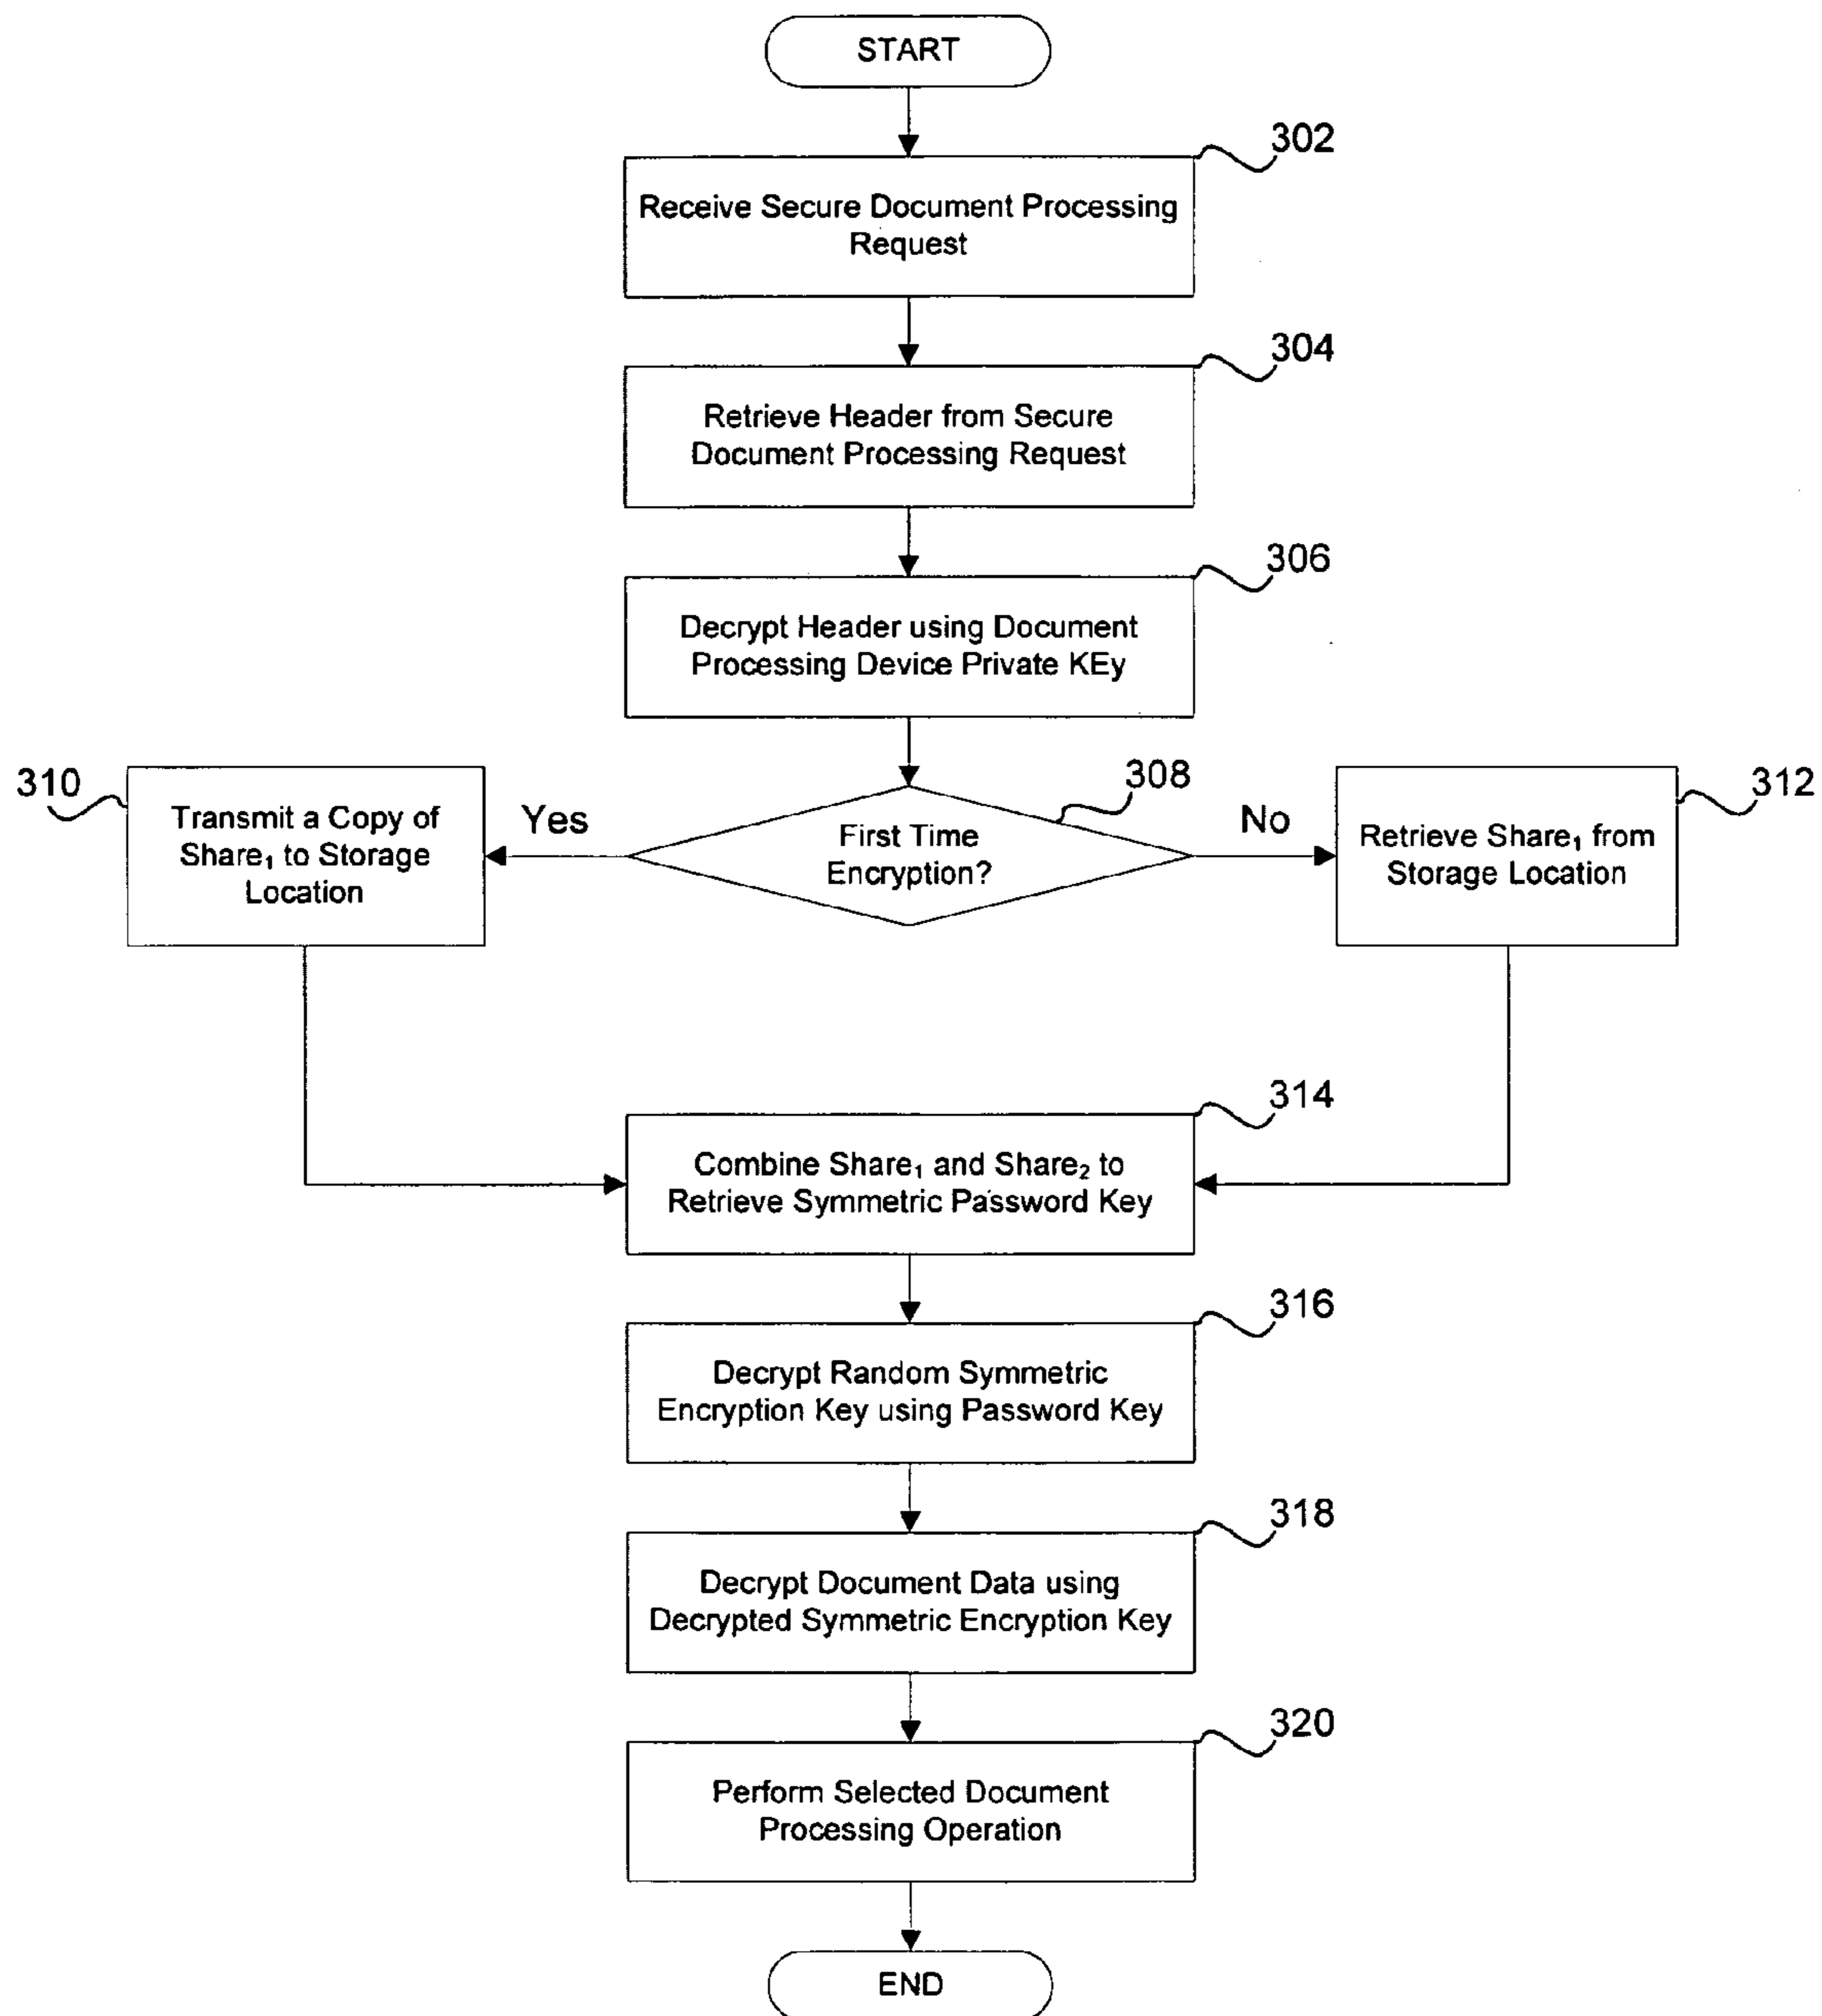 START
302
Receive Secure Document Processing
Request
304
Retrieve Header from Secure
Document Processing Request
306
Decrypt Header using Document
Processing Device Private KEy
308
310
Transmit a Copy of
Share₁ to Storage
Location
Yes
First Time
Encryption?
No
312
Retrieve Share₁ from
Storage Location
314
Combine Share₁ and Share₂ to
Retrieve Symmetric Password Key
316
Decrypt Random Symmetric
Encryption Key using Password Key
318
Decrypt Document Data using
Decrypted Symmetric Encryption Key
320
Perform Selected Document
Processing Operation
END